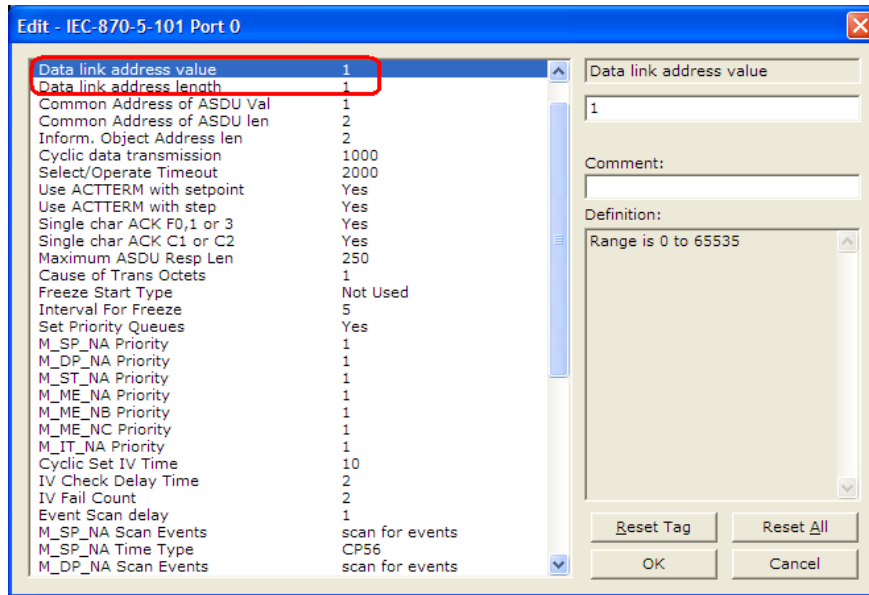 Edit - IEC-870-5-101 Port 0
Data link address value 1
Data link address length 1
Common Address of ASDU Val 1
Common Address of ASDU len 2
Inform. Object Address len 2
Cyclic data transmission 1000
Select/Operate Timeout 2000
Use ACTTERM with setpoint Yes
Use ACTTERM with step Yes
Single char ACK F0,1 or 3 Yes
Single char ACK C1 or C2 Yes
Maximum ASDU Resp Len 250
Cause of Trans Octets 1
Freeze Start Type Not Used
Interval For Freeze 5
Set Priority Queues Yes
M_SP_NA Priority 1
M_DP_NA Priority 1
M_ST_NA Priority 1
M_ME_NA Priority 1
M_ME_NB Priority 1
M_ME_NC Priority 1
M_IT_NA Priority 1
Cyclic Set IV Time 10
IV Check Delay Time 2
IV Fail Count 2
Event Scan delay 1
M_SP_NA Scan Events scan for events
M_SP_NA Time Type CP56
M_DP_NA Scan Events scan for events
Data link address value
1
Comment:
Definition:
Range is 0 to 65535
Reset Tag Reset All
OK Cancel